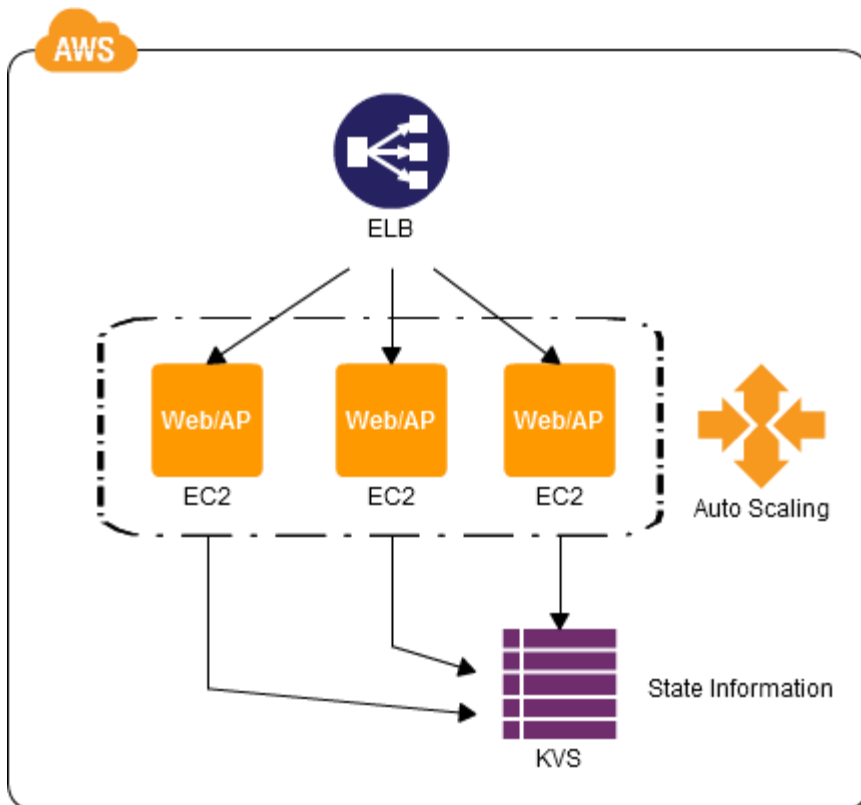 AWS
ELB
Web/AP
Web/AP
Web/AP
EC2
EC2
EC2
Auto Scaling
State Information
KVS